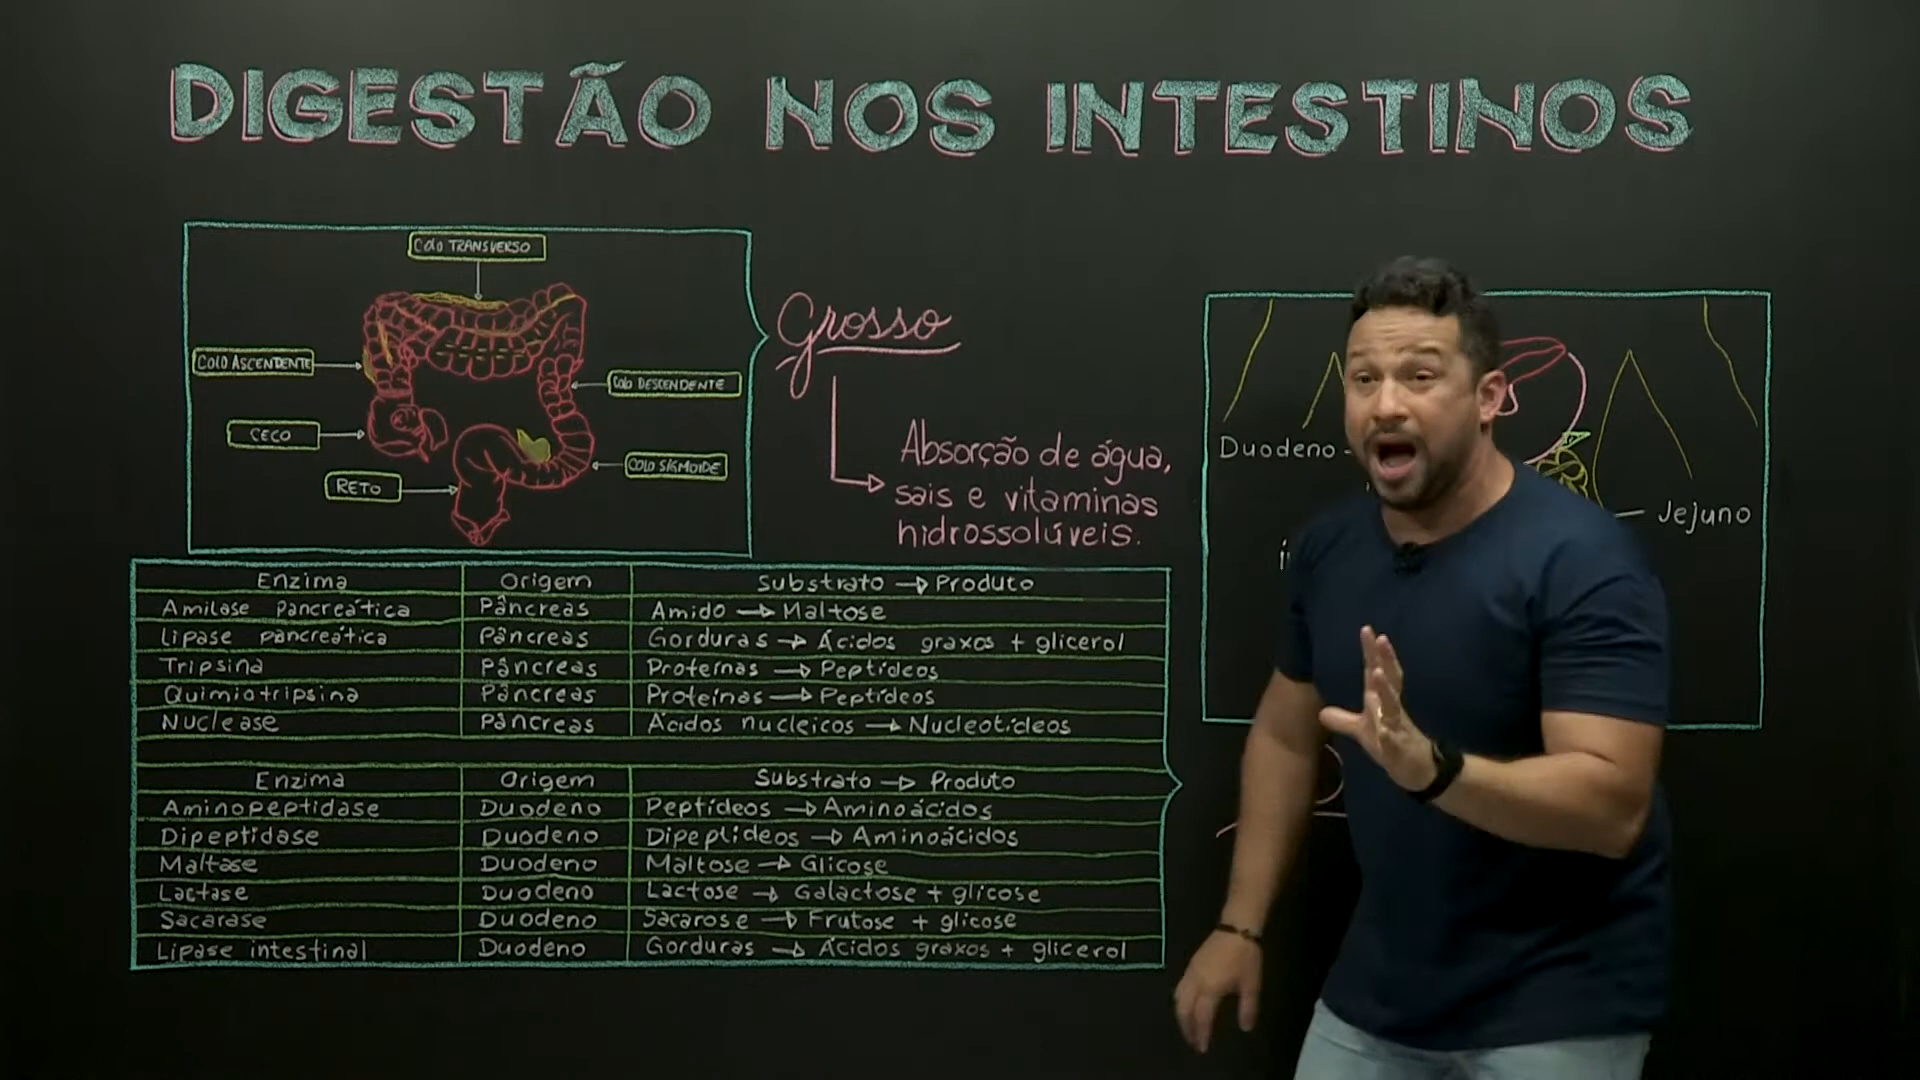 DIGESTÃO NOS INTESTINOS
Colo TRANSVERSO
COLO ASCENDENTE
CECO
RETO
Colo DESCENDENTE
COLO SIGMOIDE
Grosso
Absorção de água,
sais e vitaminas
hidrossolúveis.
Duodeno
Jejuno
Enzima Origem Substrato → Produto
Amilase pancreática Pâncreas Amido → Maltose
Lipase pancreática Pâncreas Gorduras → Ácidos graxos + glicerol
Tripsina Pâncreas Proteínas → Peptídeos
Quimiotripsina Pâncreas Proteínas → Peptídeos
Nuclease Pâncreas Ácidos nucleicos → Nucleotídeos
Enzima Origem Substrato → Produto
Aminopeptidase Duodeno Peptídeos → Aminoácidos
Dipeptidase Duodeno Dipeptídeos → Aminoácidos
Maltase Duodeno Maltose → Glicose
Lactase Duodeno Lactose → Galactose + glicose
Sacarase Duodeno Sacarose → Frutose + glicose
Lipase intestinal Duodeno Gorduras → Ácidos graxos + glicerol